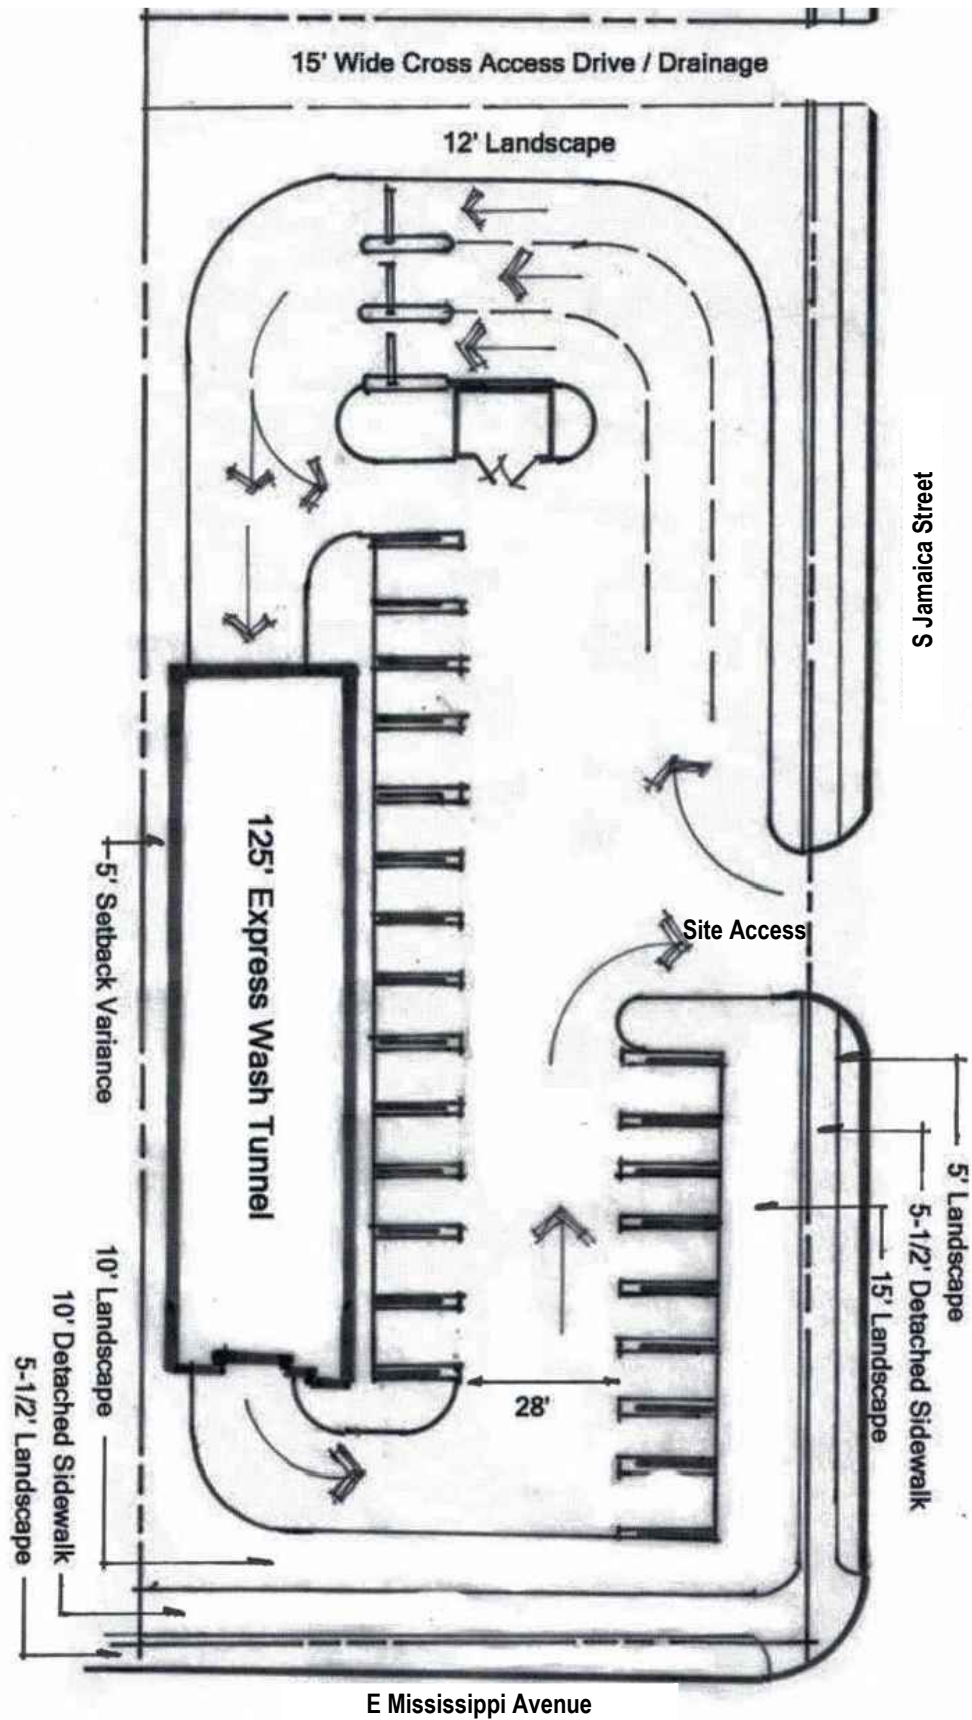 15' Wide Cross Access Drive / Drainage
12' Landscape
S Jamaica Street
125' Express Wash Tunnel
5' Setback Variance
Site Access
5' Landscape
5-1/2' Detached Sidewalk
15' Landscape
28'
10' Landscape
10' Detached Sidewalk
5-1/2' Landscape
E Mississippi Avenue